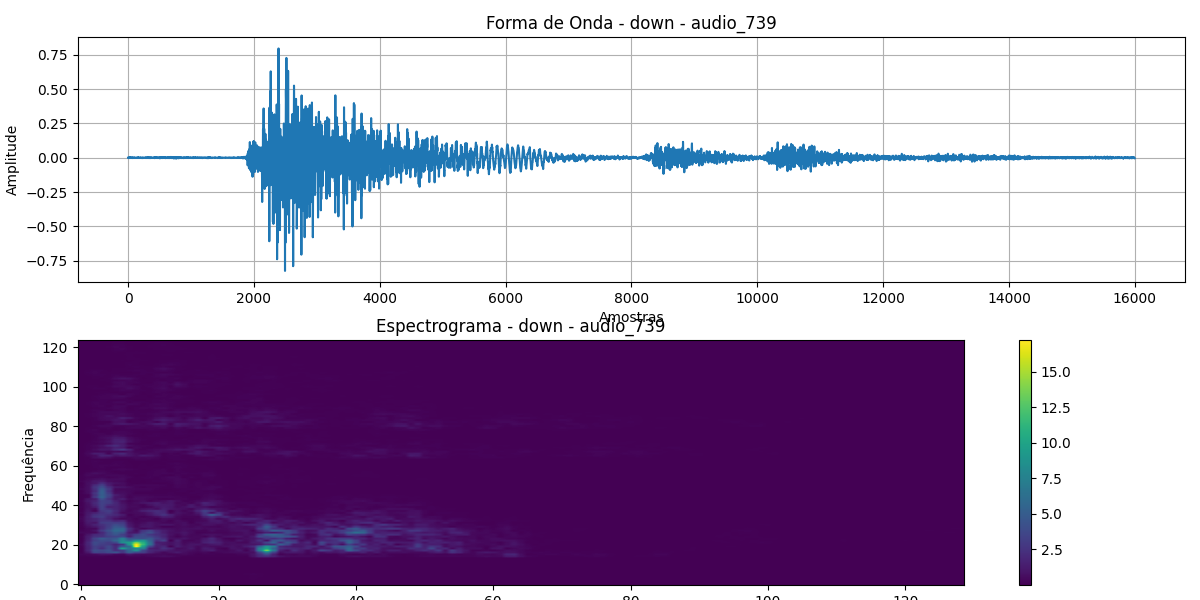 Forma de Onda - down - audio_739
Amplitude
0.75
0.50
0.25
0.00
−0.25
−0.50
−0.75
0 2000 4000 6000 8000 10000 12000 14000 16000
Amostras
Espectrograma - down - audio_739
Frequência
120
100
80
60
40
20
0
0 20 40 60 80 100 120
15.0
12.5
10.0
7.5
5.0
2.5